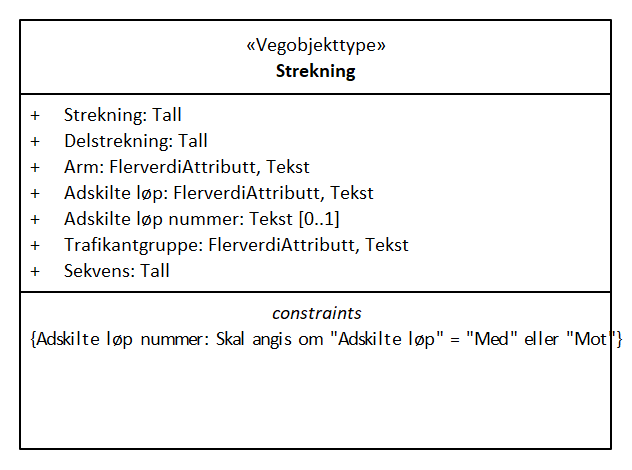 «Vegobjekttype»
Strekning
+ Strekning: Tall
+ Delstrekning: Tall
+ Arm: FlerverdiAttributt, Tekst
+ Adskilte løp: FlerverdiAttributt, Tekst
+ Adskilte løp nummer: Tekst [0..1]
+ Trafikantgruppe: FlerverdiAttributt, Tekst
+ Sekvens: Tall
constraints
{Adskilte løp nummer: Skal angis om "Adskilte løp" = "Med" eller "Mot"}